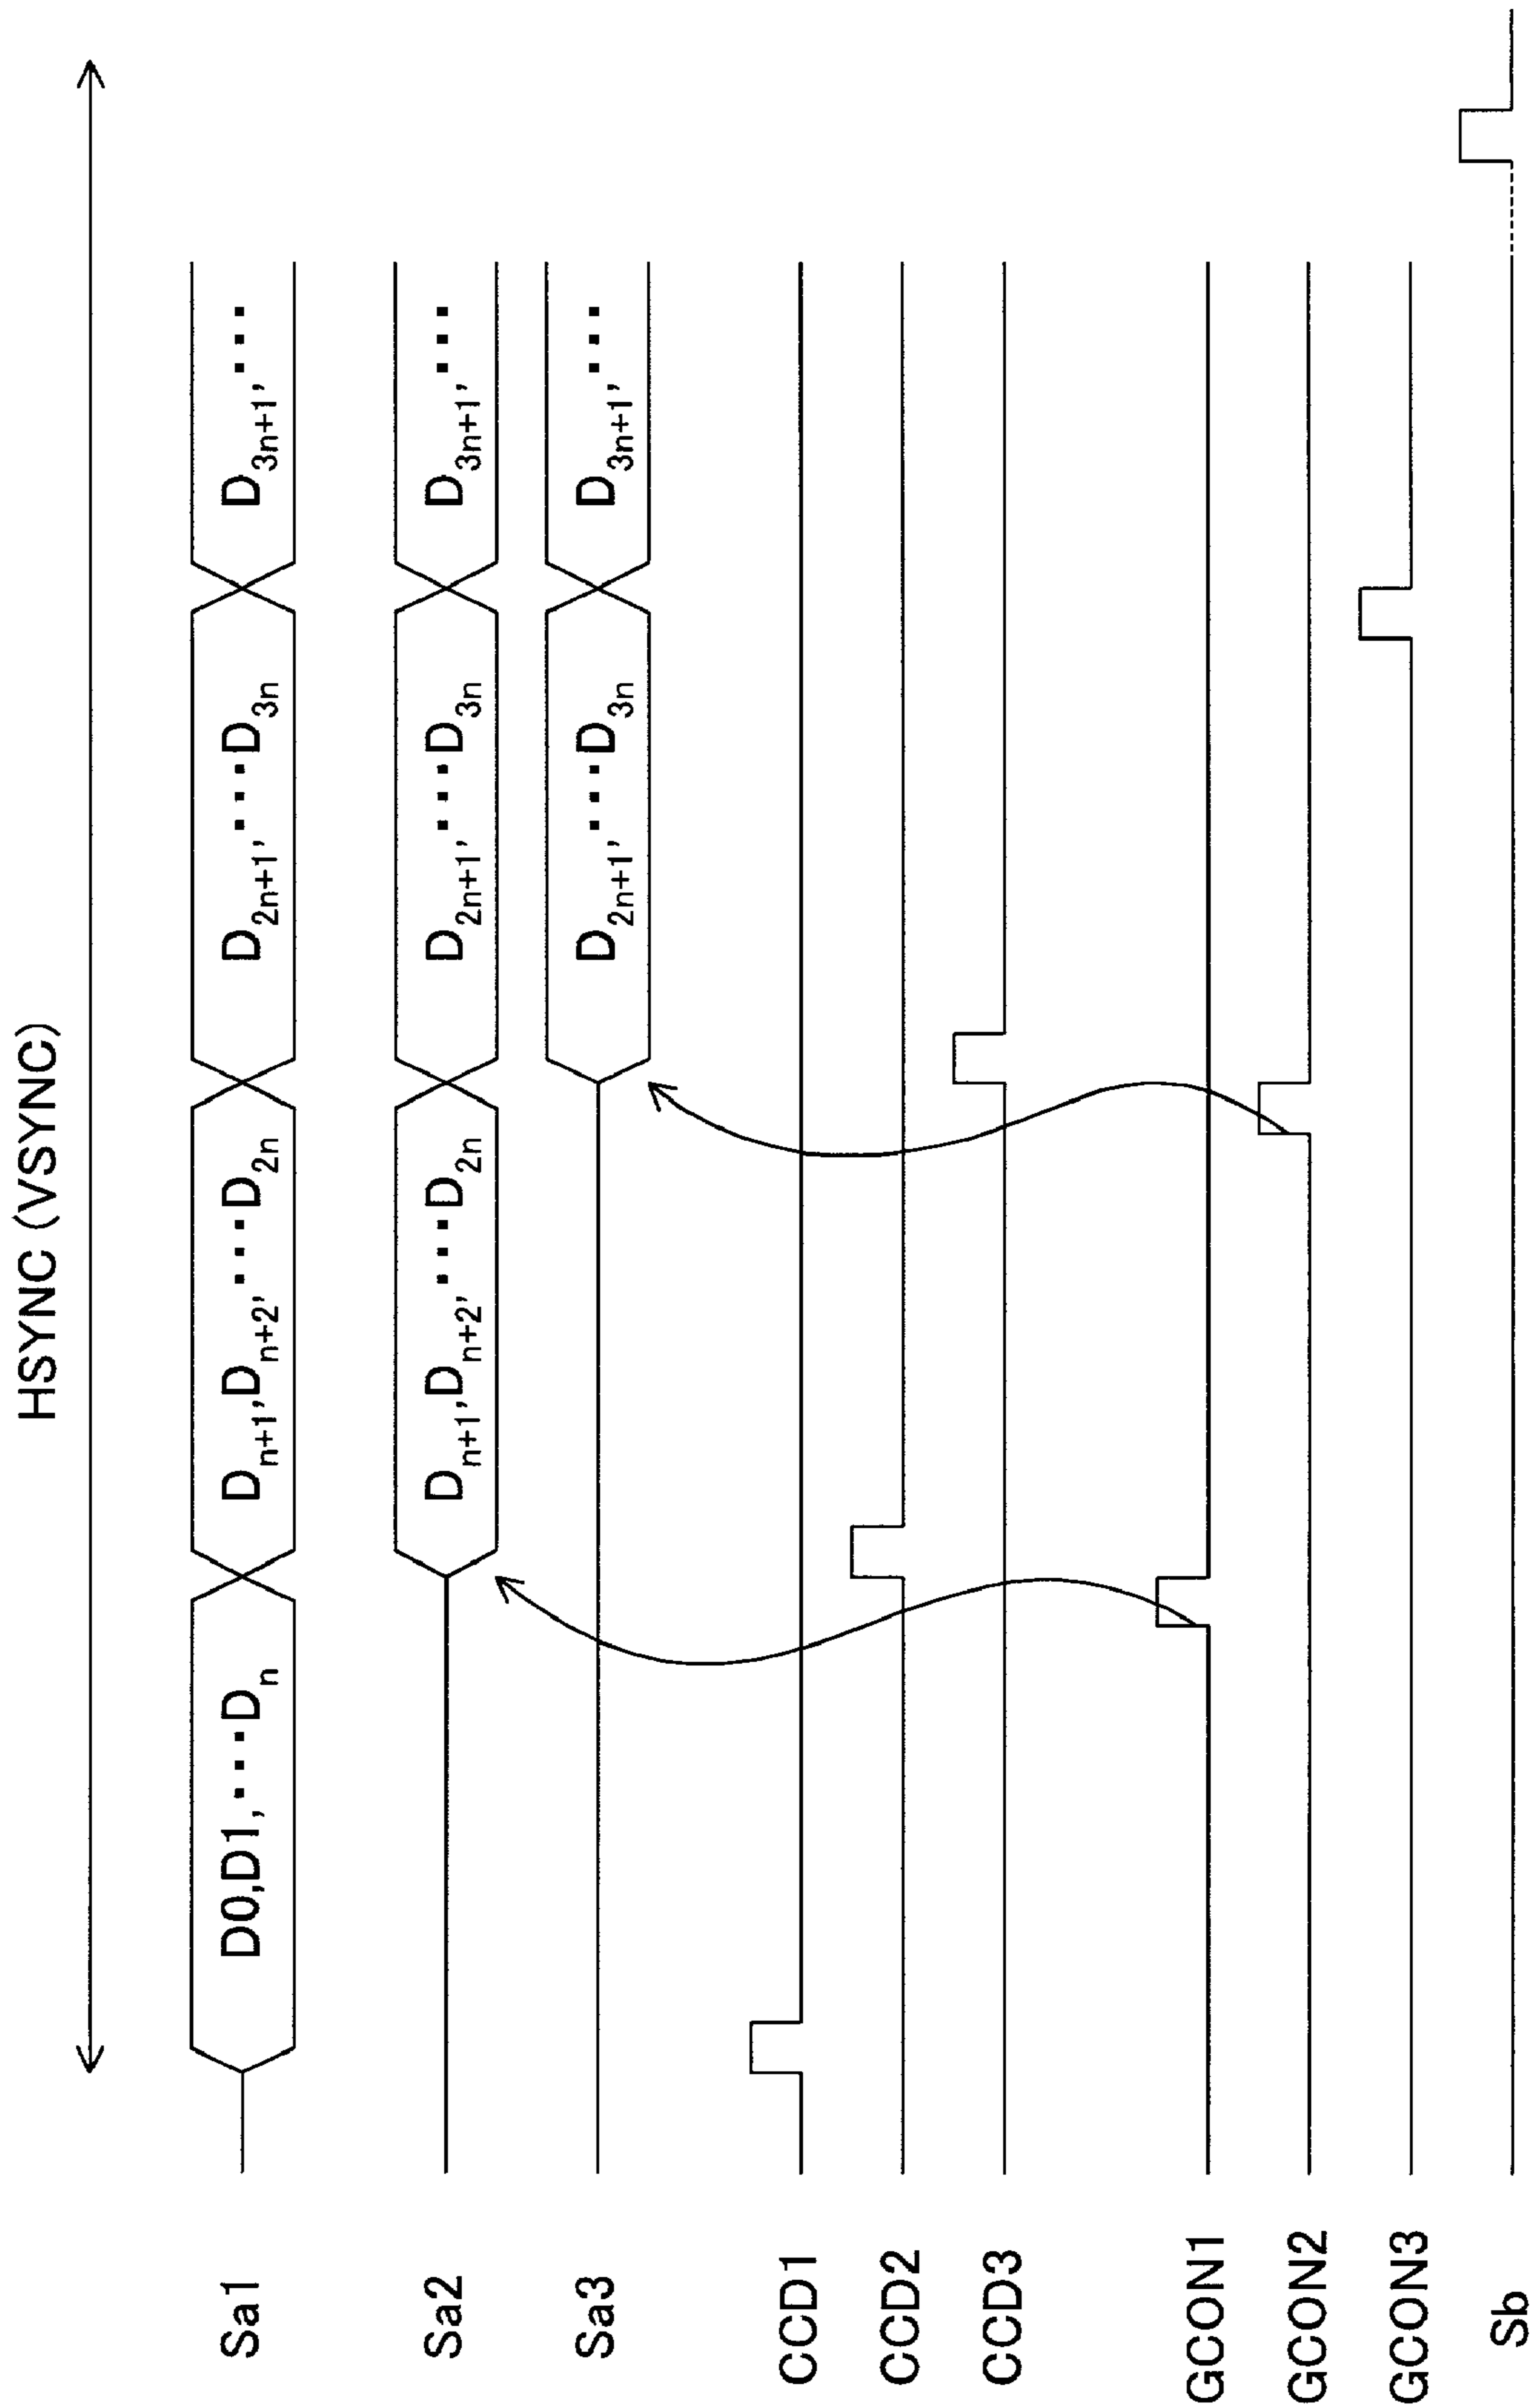 HSYNC (VSYNC)
Sa1 D0,D1,···Dn Dn+1,Dn+2,···D2n D2n+1,···D3n D3n+1,···
Sa2 Dn+1,Dn+2,···D2n D2n+1,···D3n D3n+1,···
Sa3 D2n+1,···D3n D3n+1,···
CCD1
CCD2
CCD3
GCON1
GCON2
GCON3
Sb